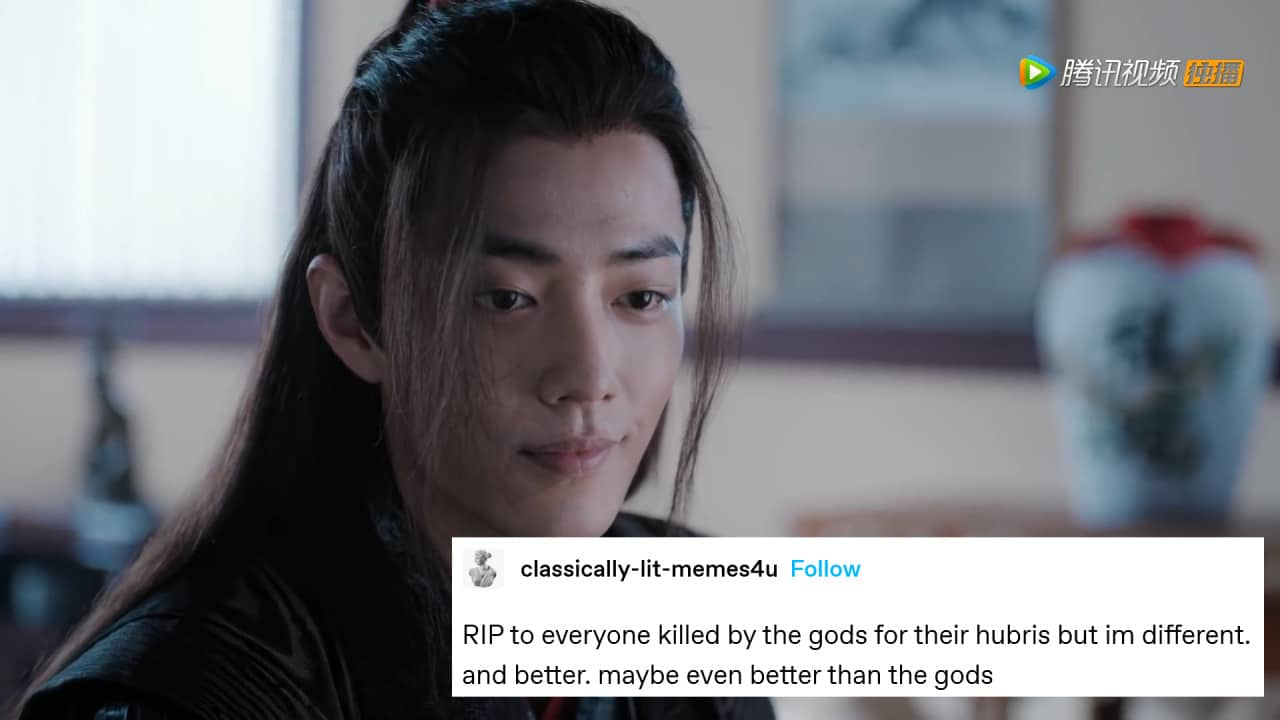 腾讯视频 独播
classically-lit-memes4u Follow
RIP to everyone killed by the gods for their hubris but im different.
and better. maybe even better than the gods